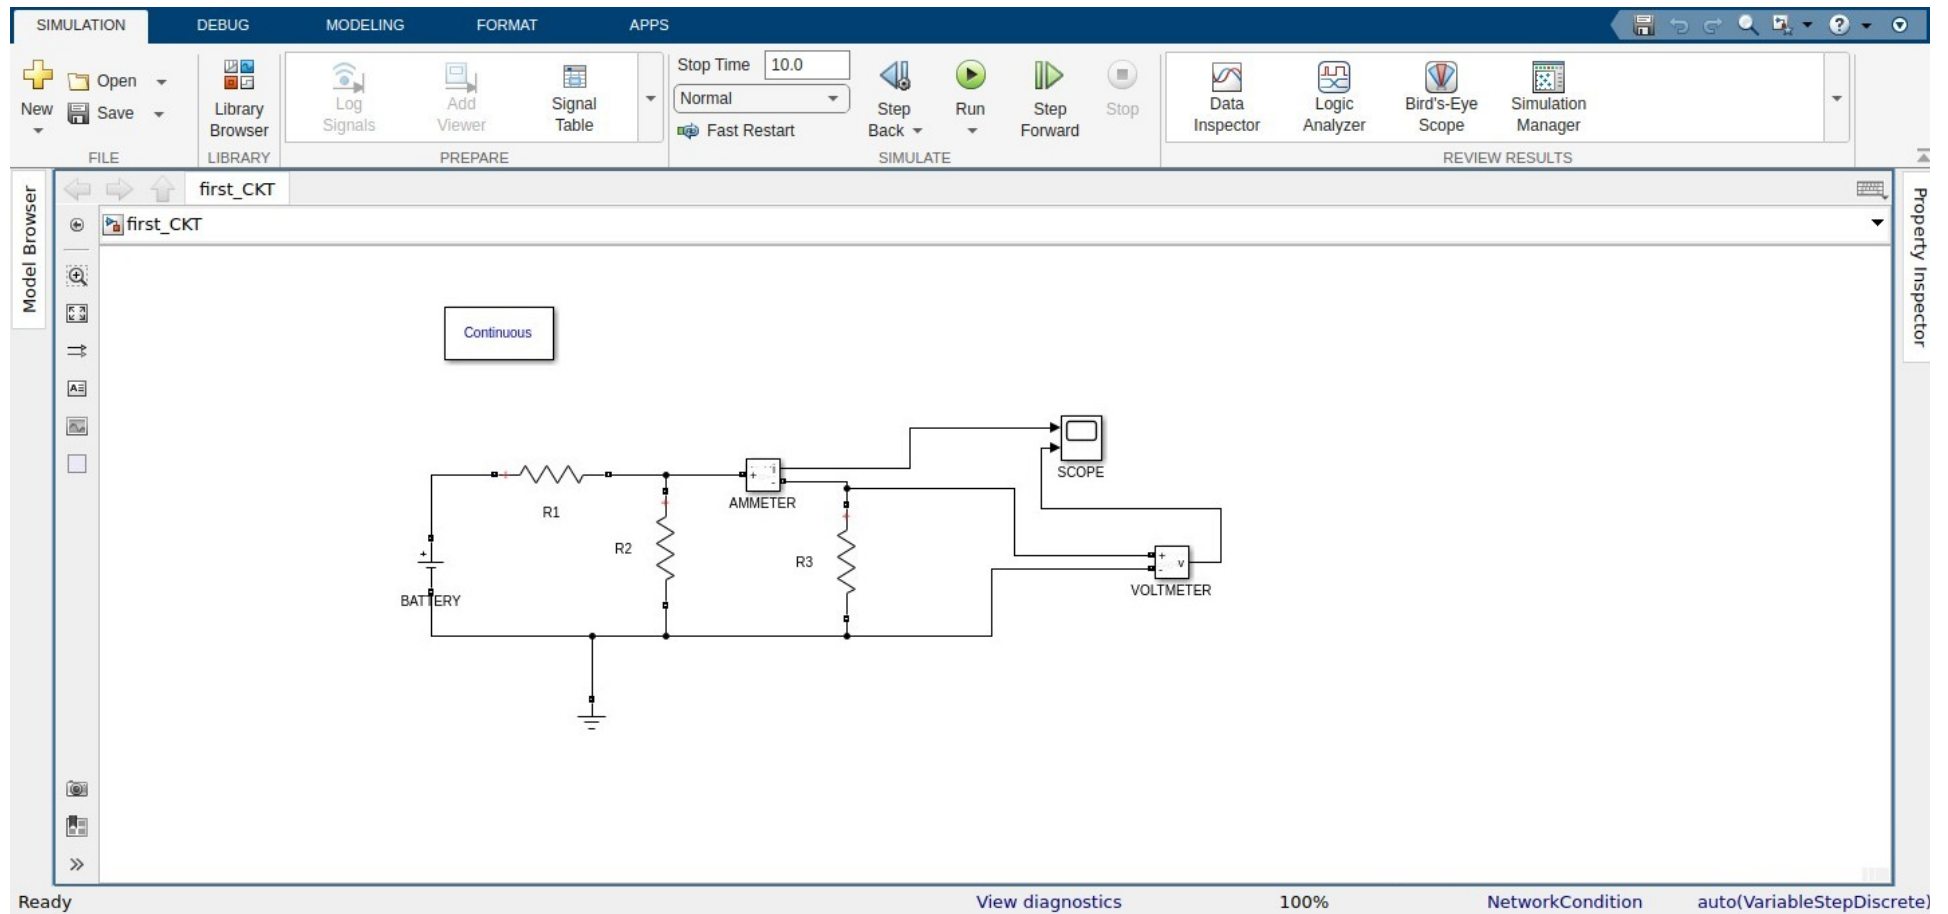 SIMULATION DEBUG MODELING FORMAT APPS
New
Open
Save
FILE
Library
Browser
LIBRARY
Log
Signals
Add
Viewer
Signal
Table
PREPARE
Stop Time 10.0
Normal
Fast Restart
Step
Back
Run
Step
Forward
Stop
SIMULATE
Data
Inspector
Logic
Analyzer
Bird's-Eye
Scope
Simulation
Manager
REVIEW RESULTS
Model Browser
Property Inspector
first_CKT
first_CKT
Continuous
SCOPE
i
+
-
AMMETER
R1
R2
R3
+
BATTERY
+
-
v
VOLTMETER
Ready
View diagnostics
100%
NetworkCondition
auto(VariableStepDiscrete)